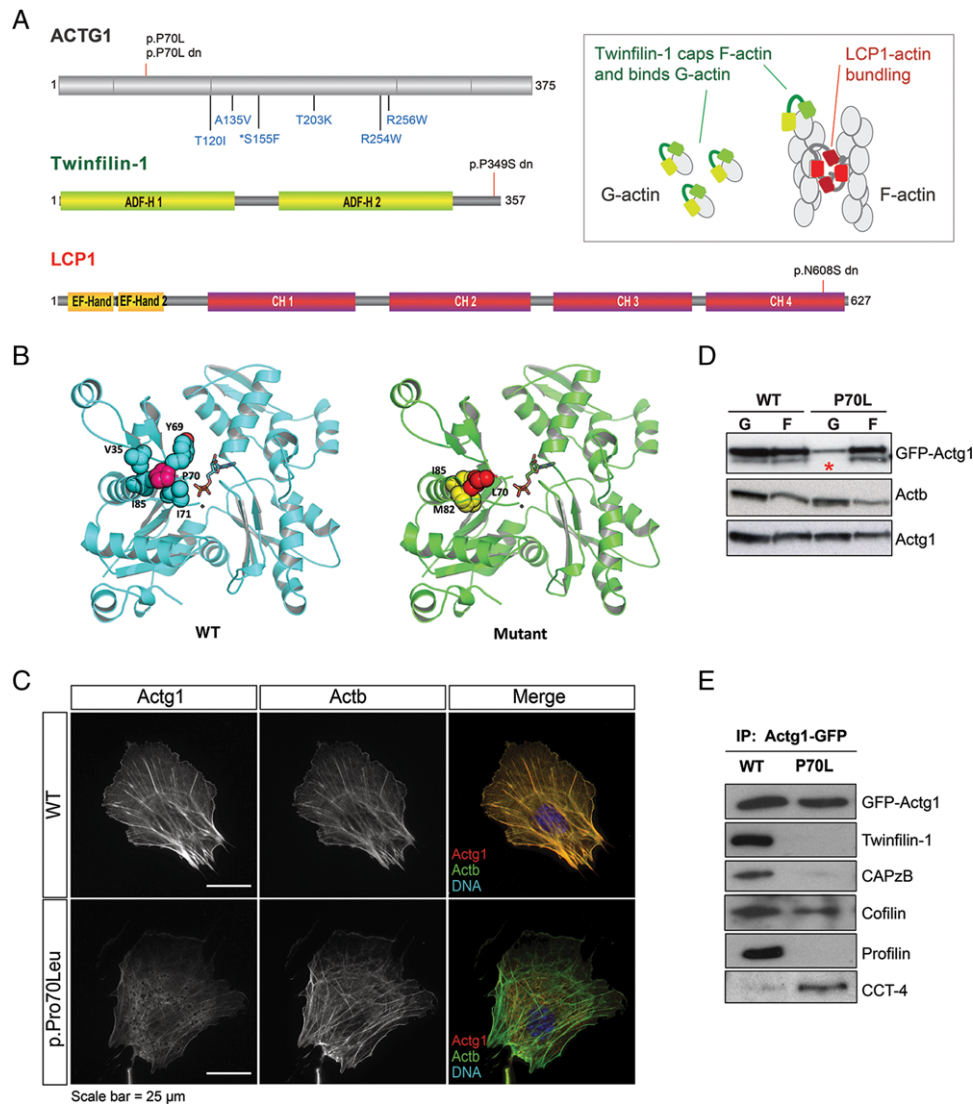 A
ACTG1
p.P70L
p.P70L dn
1
375
T120I
A135V
*S155F
T203K
R254W
R256W
Twinfilin-1
p.P349S dn
1
ADF-H 1
ADF-H 2
357
LCP1
p.N608S dn
1
EF-Hand
EF-Hand 2
CH 1
CH 2
CH 3
CH 4
627
Twinfilin-1 caps F-actin
and binds G-actin
LCP1-actin
bundling
G-actin
F-actin
B
Y69
V35
P70
I85
I71
WT
I85
L70
M82
Mutant
C
Actg1
Actb
Merge
WT
Actg1
Actb
DNA
p.Pro70Leu
Actg1
Actb
DNA
Scale bar = 25 µm
D
WT
P70L
G
F
G
F
GFP-Actg1
*
Actb
Actg1
E
IP: Actg1-GFP
WT
P70L
GFP-Actg1
Twinfilin-1
CAPzB
Cofilin
Profilin
CCT-4